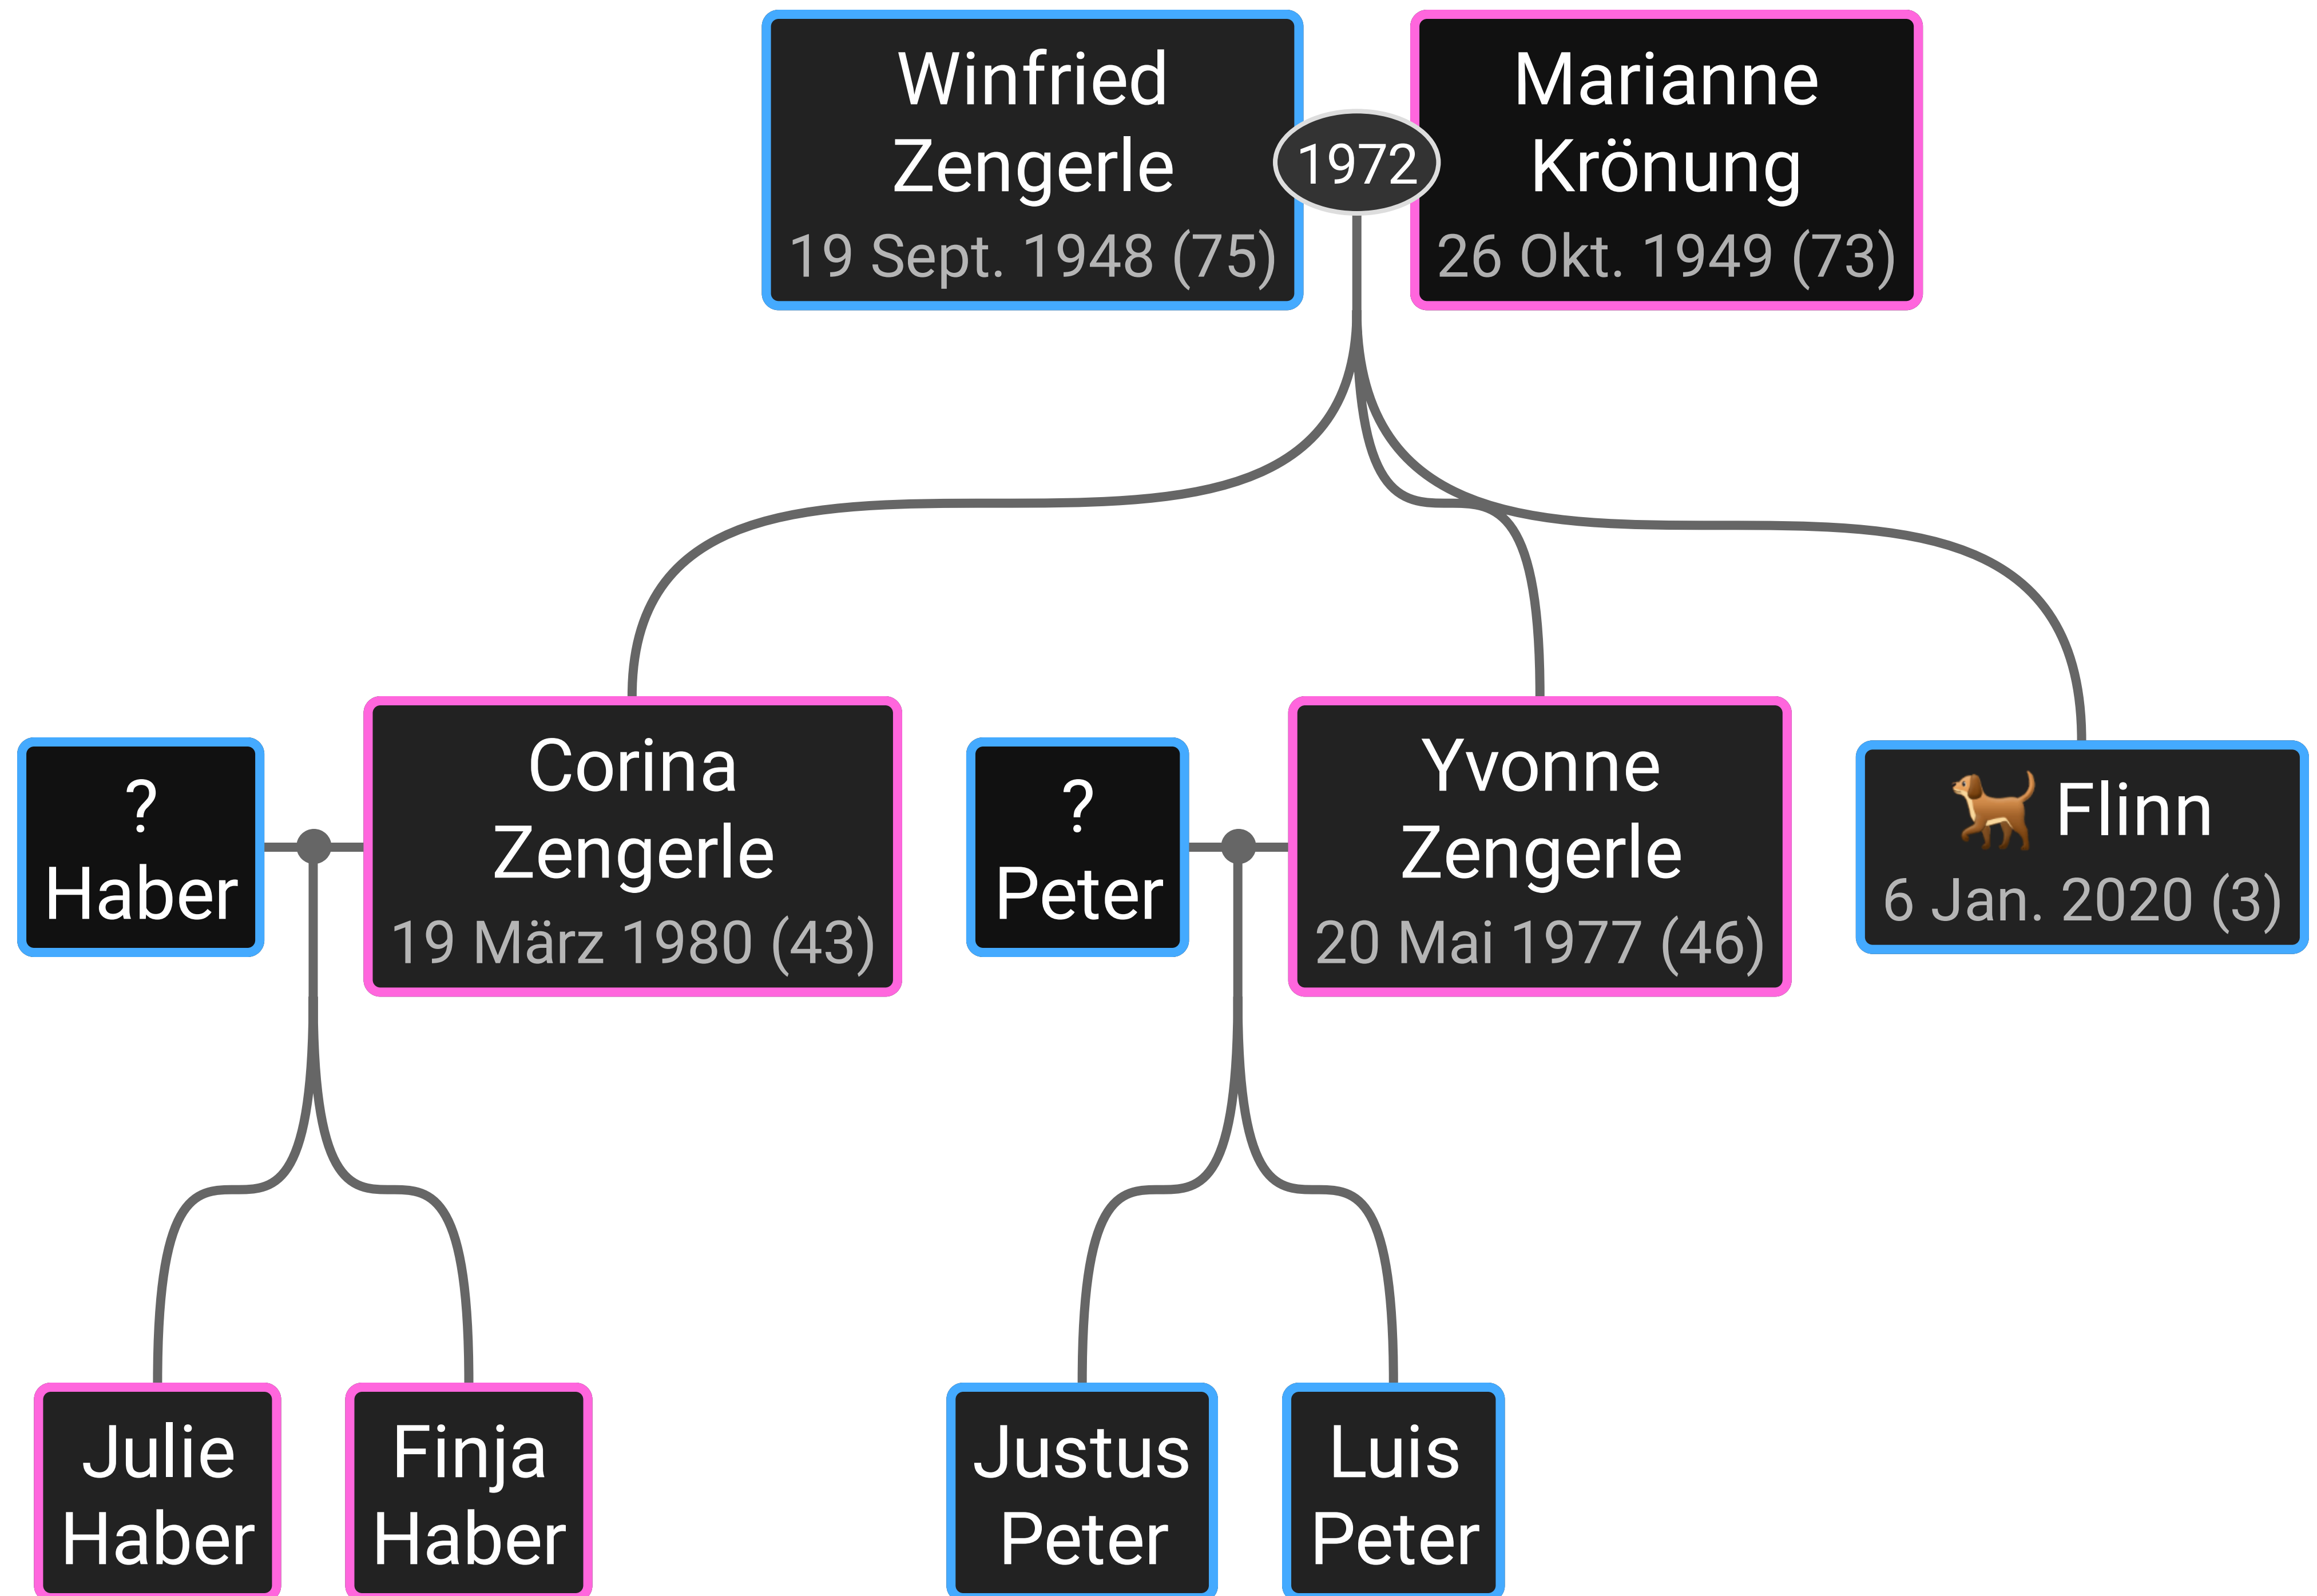 Winfried
Zengerle
19 Sept. 1948 (75)
1972
Marianne
Krönung
26 Okt. 1949 (73)
?
Haber
Corina
Zengerle
19 März 1980 (43)
?
Peter
Yvonne
Zengerle
20 Mai 1977 (46)
Flinn
6 Jan. 2020 (3)
Julie
Haber
Finja
Haber
Justus
Peter
Luis
Peter